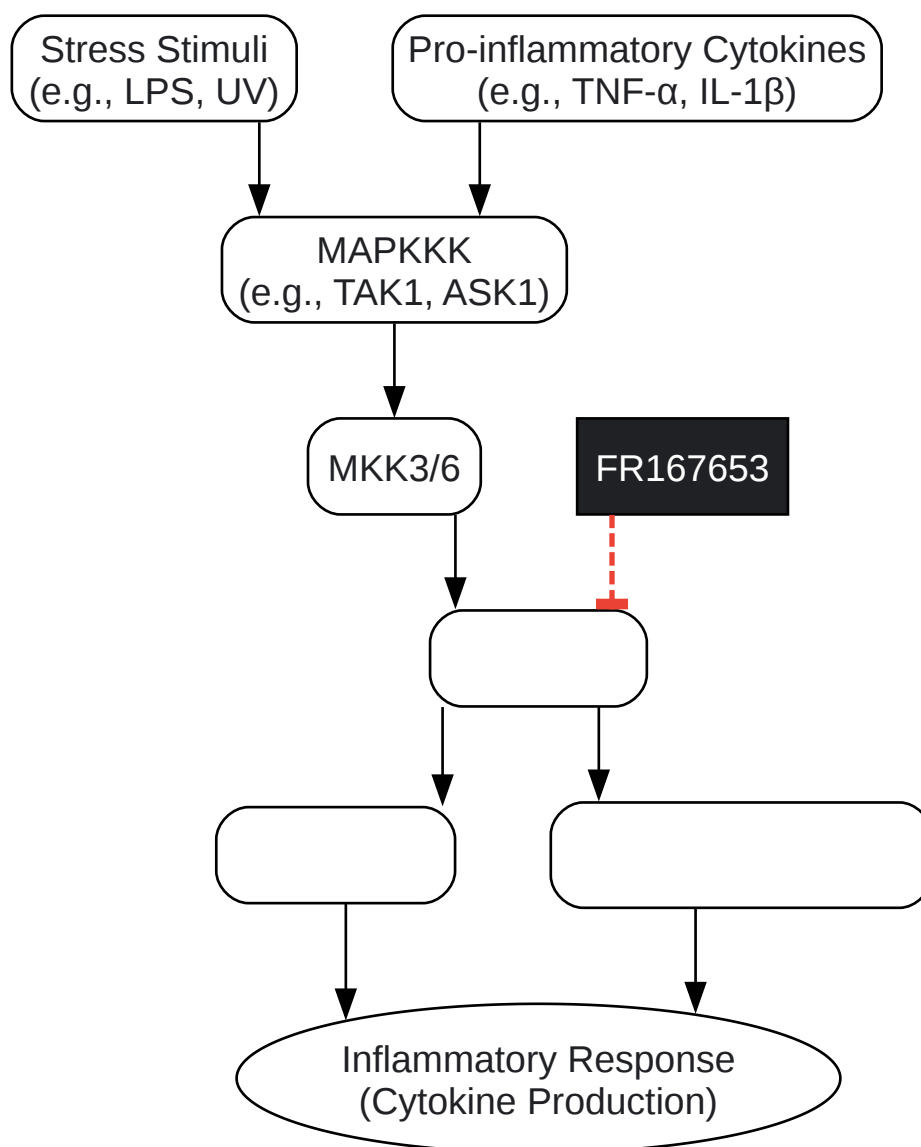 Stress Stimuli
(e.g., LPS, UV)
Pro-inflammatory Cytokines
(e.g., TNF-α, IL-1β)
MAPKKK
(e.g., TAK1, ASK1)
MKK3/6
FR167653
Inflammatory Response
(Cytokine Production)